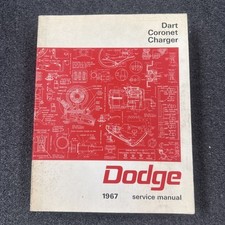 Dart
Coronet
Charger
Dodge
1967 service manual